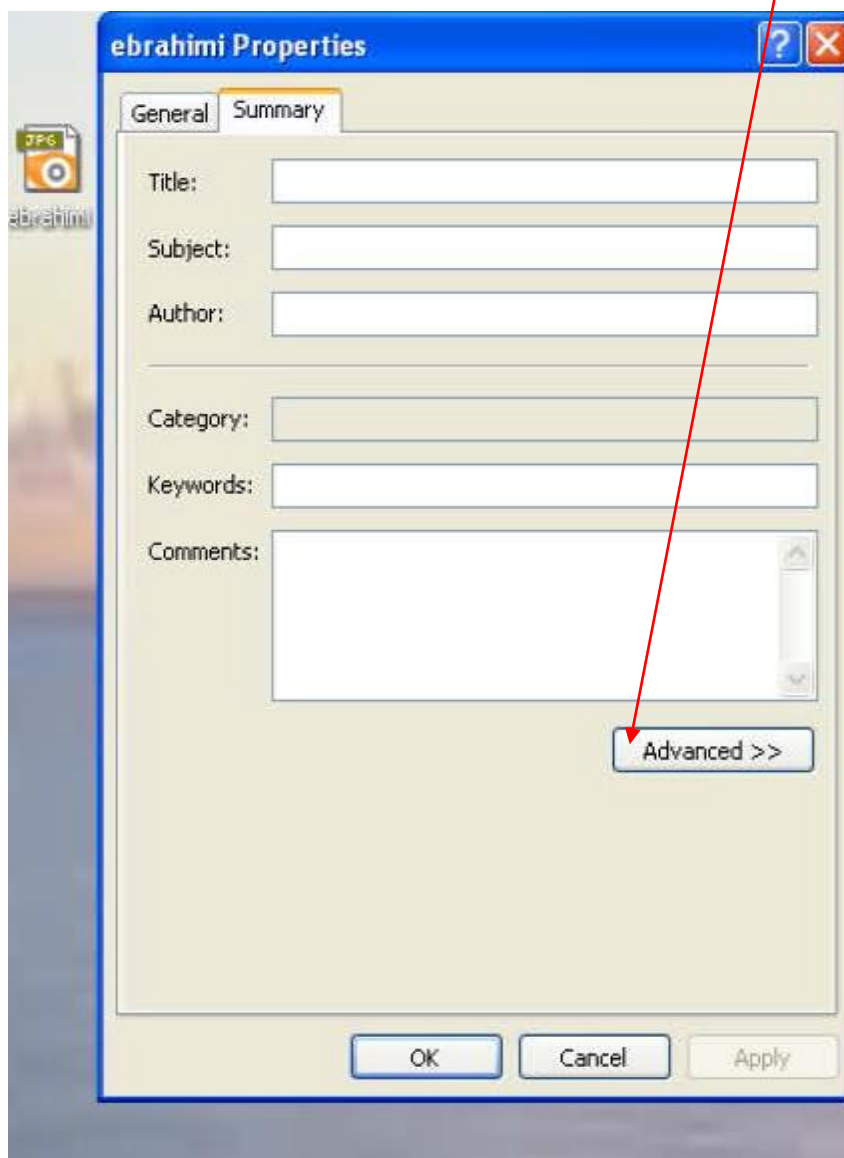 ebrahimi Properties
?
General Summary
JPG
ebrahimi
Title:
Subject:
Author:
Category:
Keywords:
Comments:
Advanced >>
OK Cancel Apply